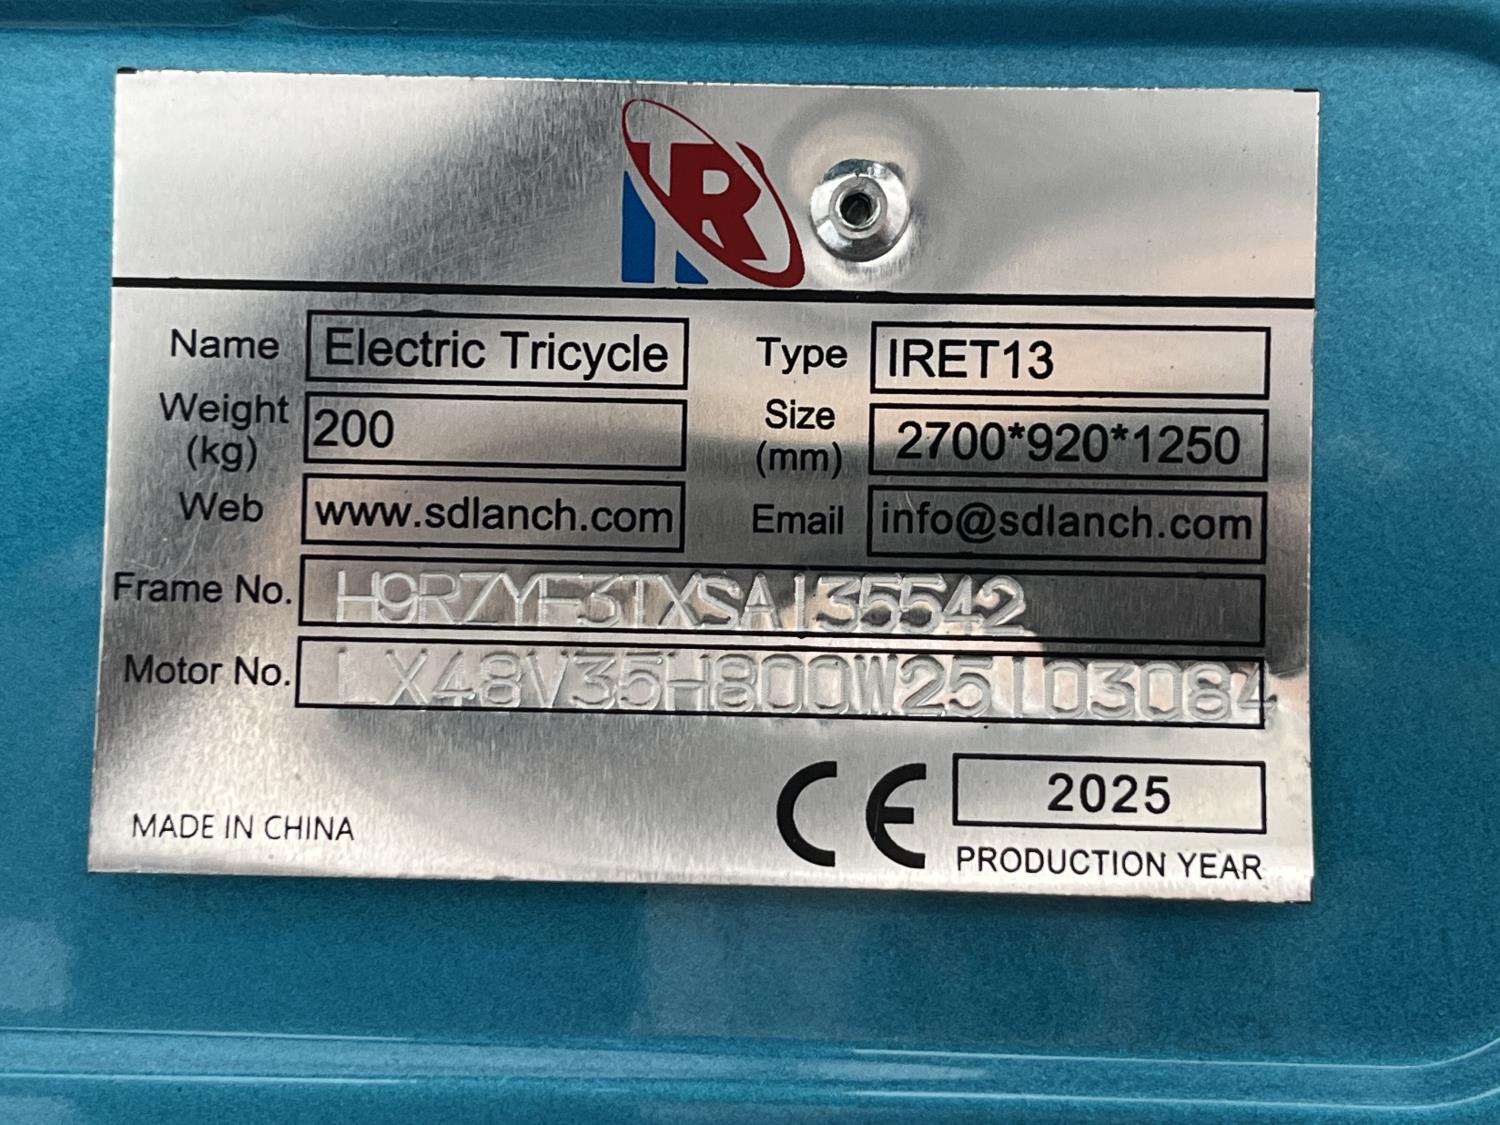 R
Name Electric Tricycle Type IRET13
Weight (kg) 200 Size (mm) 2700*920*1250
Web www.sdlanch.com Email info@sdlanch.com
Frame No. H9RZYF3TXSA135542
Motor No. LX48V35H800W25103084
CE 2025
MADE IN CHINA PRODUCTION YEAR